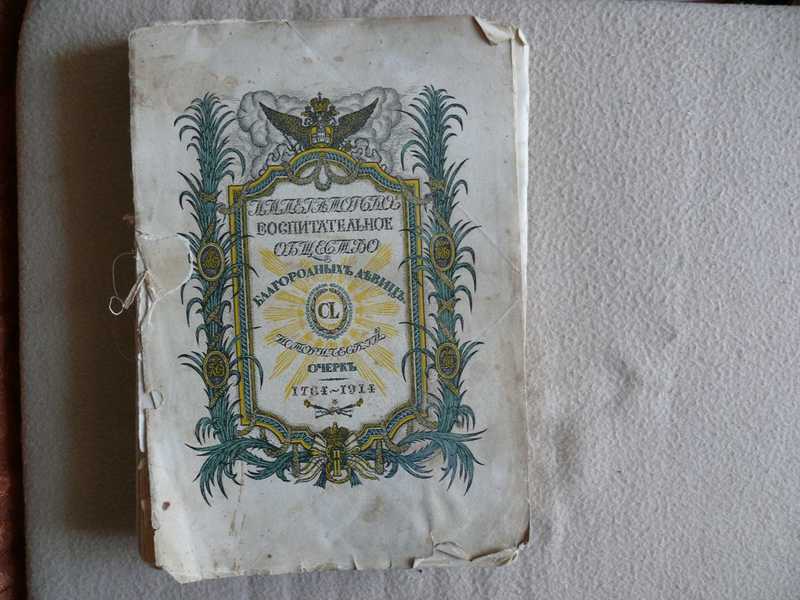 ИМПЕРАТОРСКОЕ
ВОСПИТАТЕЛЬНОЕ
ОБЩЕСТВО
БЛАГОРОДНЫХЪ ДѢВИЦЪ
CL
ИСТОРИЧЕСКІЙ
ОЧЕРКЪ
1764~1914